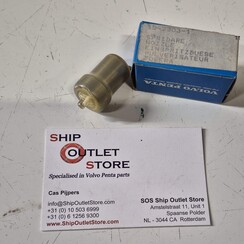 SPRIDARE
VOLVO PENTA
SHIP
OUTLET
STORE
Specialised in Volvo Penta parts
Cas Pijpers
info@ShipOutletStore.com
+31 (0) 10 503 6999
+31 (0) 6 1256 9300
www.ShipOutletStore.com
SOS Ship Outlet Store
Amstelstraat 11, Unit 1
Spaanse Polder
NL - 3044 CA Rotterdam